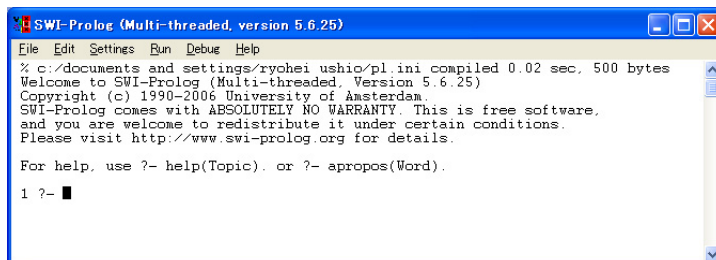 SWI-Prolog (Multi-threaded, version 5.6.25)
File Edit Settings Run Debug Help
% c:/documents and settings/ryohei ushio/pl.ini compiled 0.02 sec, 500 bytes
Welcome to SWI-Prolog (Multi-threaded, Version 5.6.25)
Copyright (c) 1990-2006 University of Amsterdam.
SWI-Prolog comes with ABSOLUTELY NO WARRANTY. This is free software,
and you are welcome to redistribute it under certain conditions.
Please visit http://www.swi-prolog.org for details.
For help, use ?- help(Topic). or ?- apropos(Word).
1 ?-